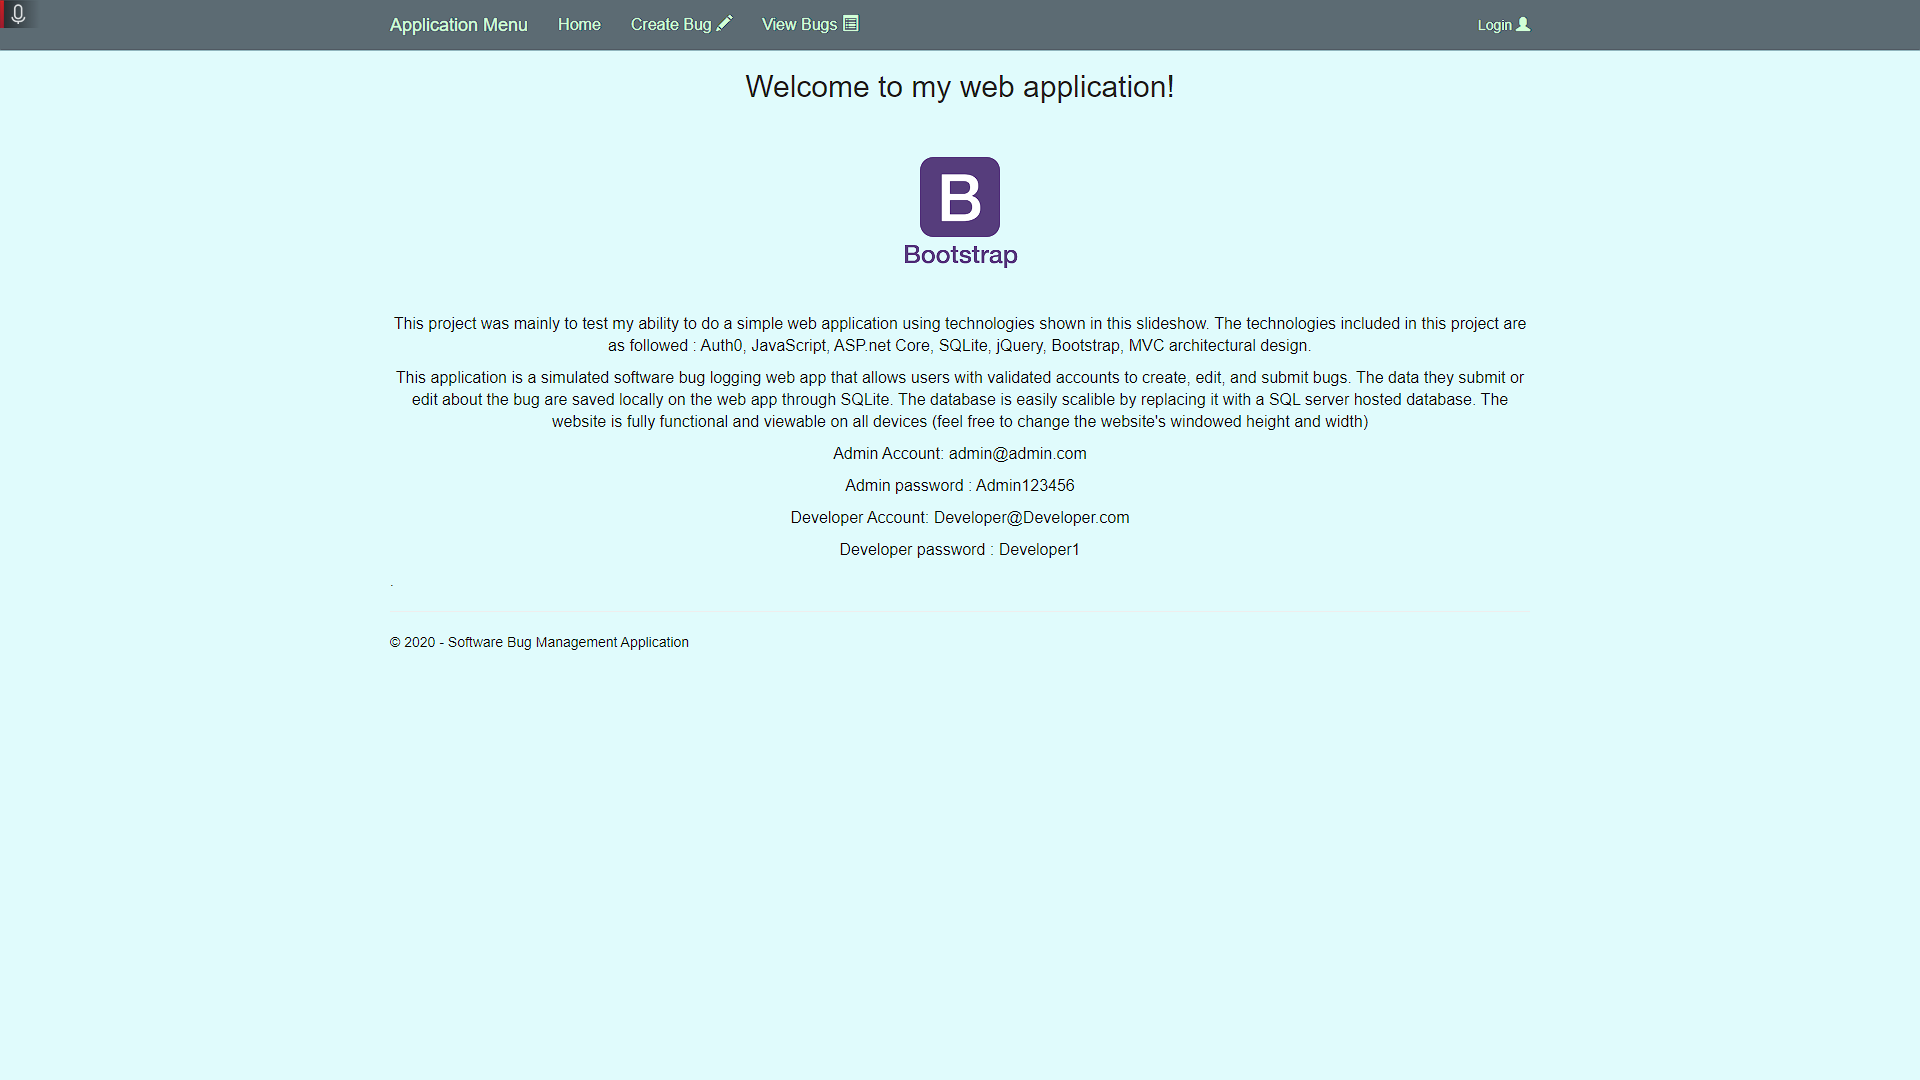 Application Menu Home Create Bug View Bugs Login
Welcome to my web application!
B
Bootstrap
This project was mainly to test my ability to do a simple web application using technologies shown in this slideshow. The technologies included in this project are
as followed : Auth0, JavaScript, ASP.net Core, SQLite, jQuery, Bootstrap, MVC architectural design.
This application is a simulated software bug logging web app that allows users with validated accounts to create, edit, and submit bugs. The data they submit or
edit about the bug are saved locally on the web app through SQLite. The database is easily scalible by replacing it with a SQL server hosted database. The
website is fully functional and viewable on all devices (feel free to change the website's windowed height and width)
Admin Account: admin@admin.com
Admin password : Admin123456
Developer Account: Developer@Developer.com
Developer password : Developer1
.
© 2020 - Software Bug Management Application